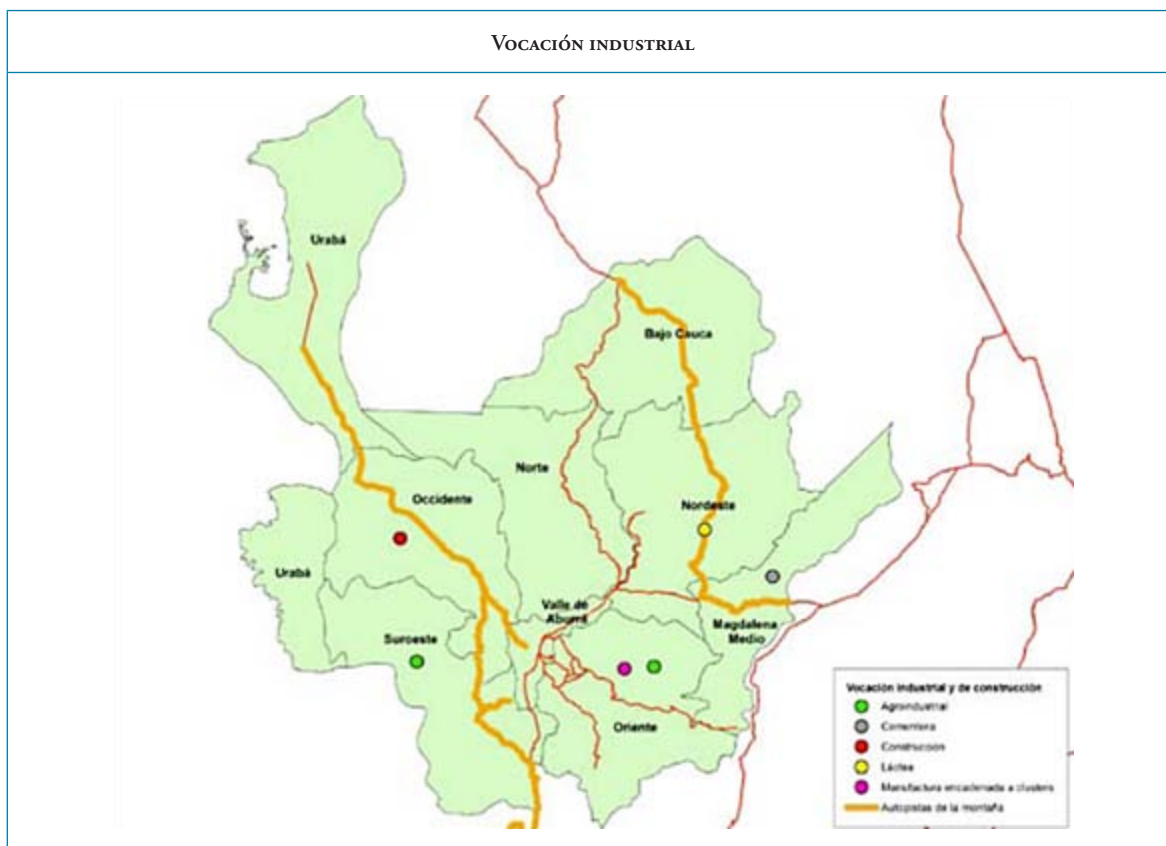 VOCACIÓN INDUSTRIAL
Urabá
Bajo Cauca
Norte
Occidente
Nordeste
Urabá
Valle de
Aburrá
Magdalena
Medio
Suroeste
Oriente
Vocación industrial y de construcción
Agroindustrial
Cementera
Construcción
Láctea
Manufactura encadenada a clusters
Autopistas de la montaña